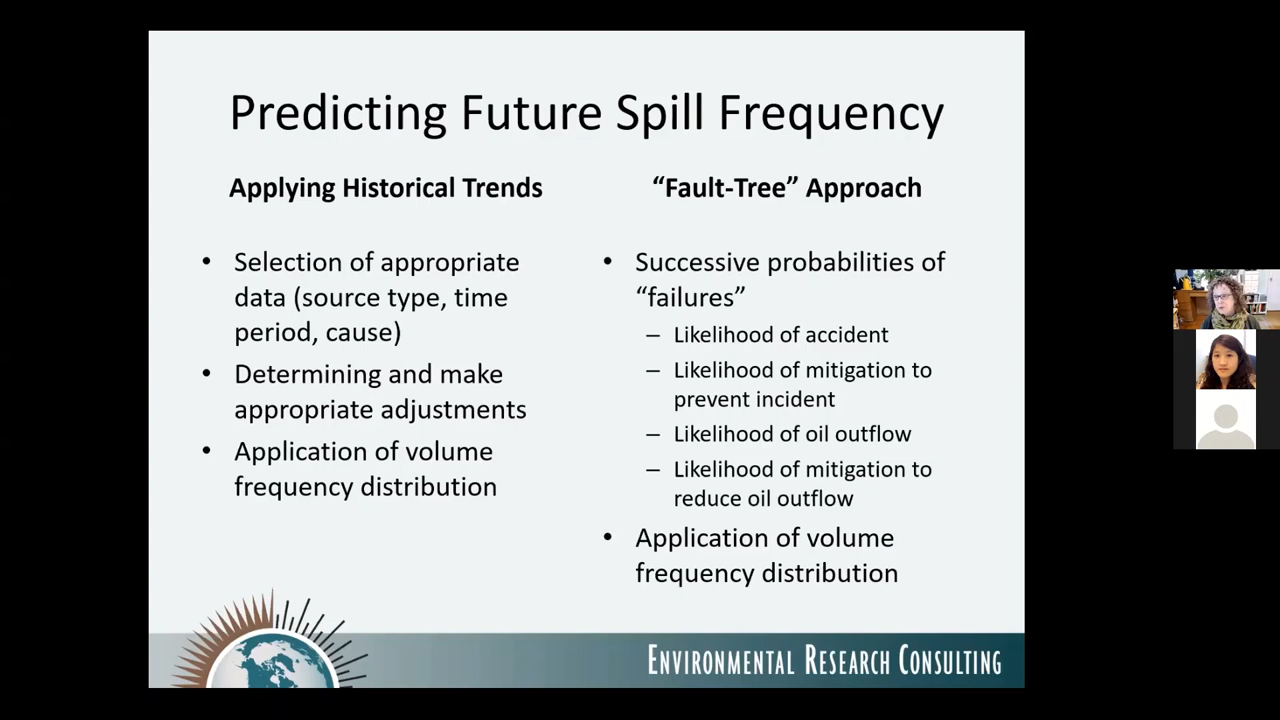 Predicting Future Spill Frequency
Applying Historical Trends
• Selection of appropriate
data (source type, time
period, cause)
• Determining and make
appropriate adjustments
• Application of volume
frequency distribution
“Fault-Tree” Approach
• Successive probabilities of
“failures”
– Likelihood of accident
– Likelihood of mitigation to
prevent incident
– Likelihood of oil outflow
– Likelihood of mitigation to
reduce oil outflow
• Application of volume
frequency distribution
ENVIRONMENTAL RESEARCH CONSULTING